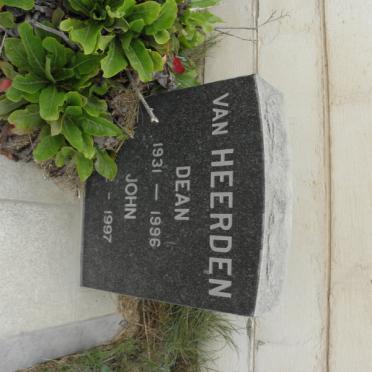 VAN HEERDEN
DEAN
1931 — 1996
JOHN
- 1997